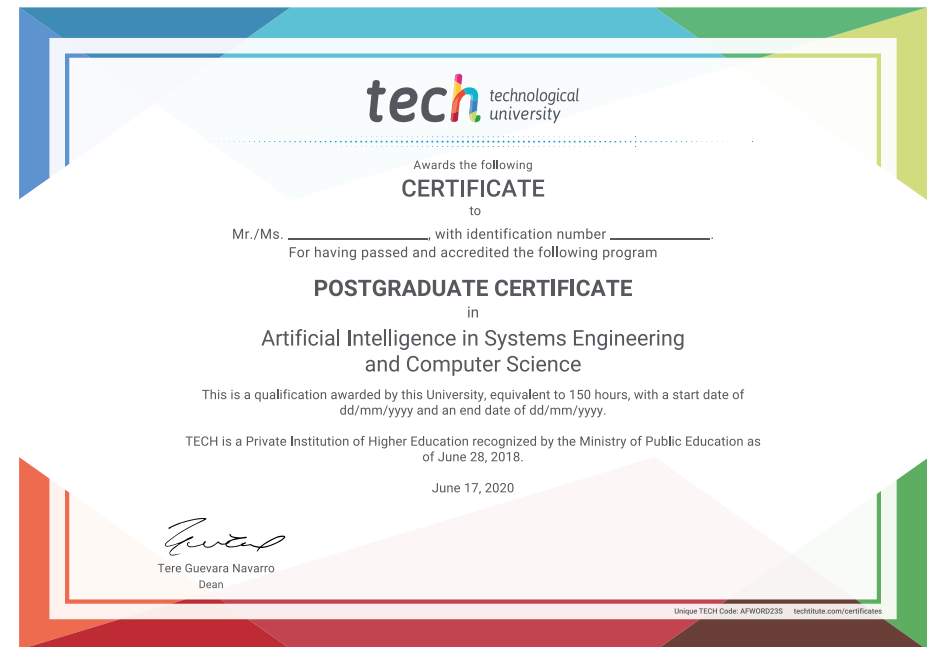 tech technological
university
Awards the following
CERTIFICATE
to
Mr./Ms. ____________________, with identification number ______________.
For having passed and accredited the following program
POSTGRADUATE CERTIFICATE
in
Artificial Intelligence in Systems Engineering
and Computer Science
This is a qualification awarded by this University, equivalent to 150 hours, with a start date of
dd/mm/yyyy and an end date of dd/mm/yyyy.
TECH is a Private Institution of Higher Education recognized by the Ministry of Public Education as
of June 28, 2018.
June 17, 2020
Tere Guevara Navarro
Dean
Unique TECH Code: AFWORD23S techtitute.com/certificates